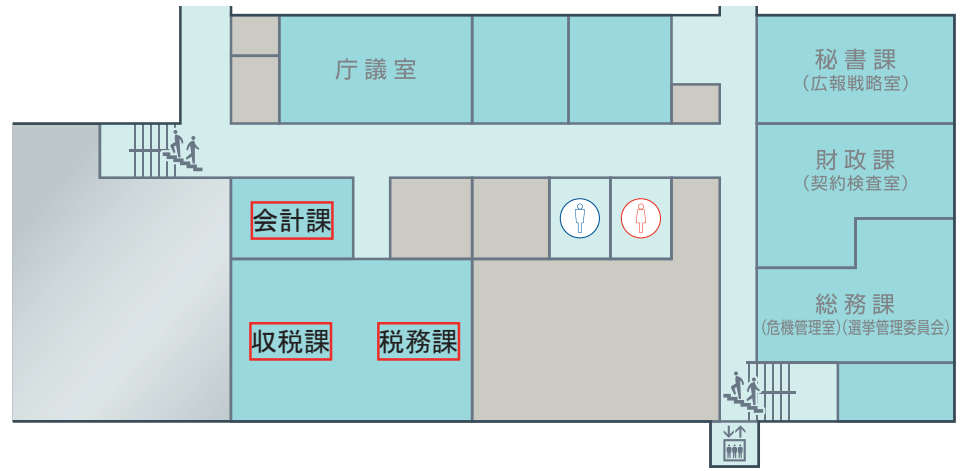 庁議室
秘書課
（広報戦略室）
財政課
（契約検査室）
会計課
総務課
（危機管理室）（選挙管理委員会）
収税課
税務課